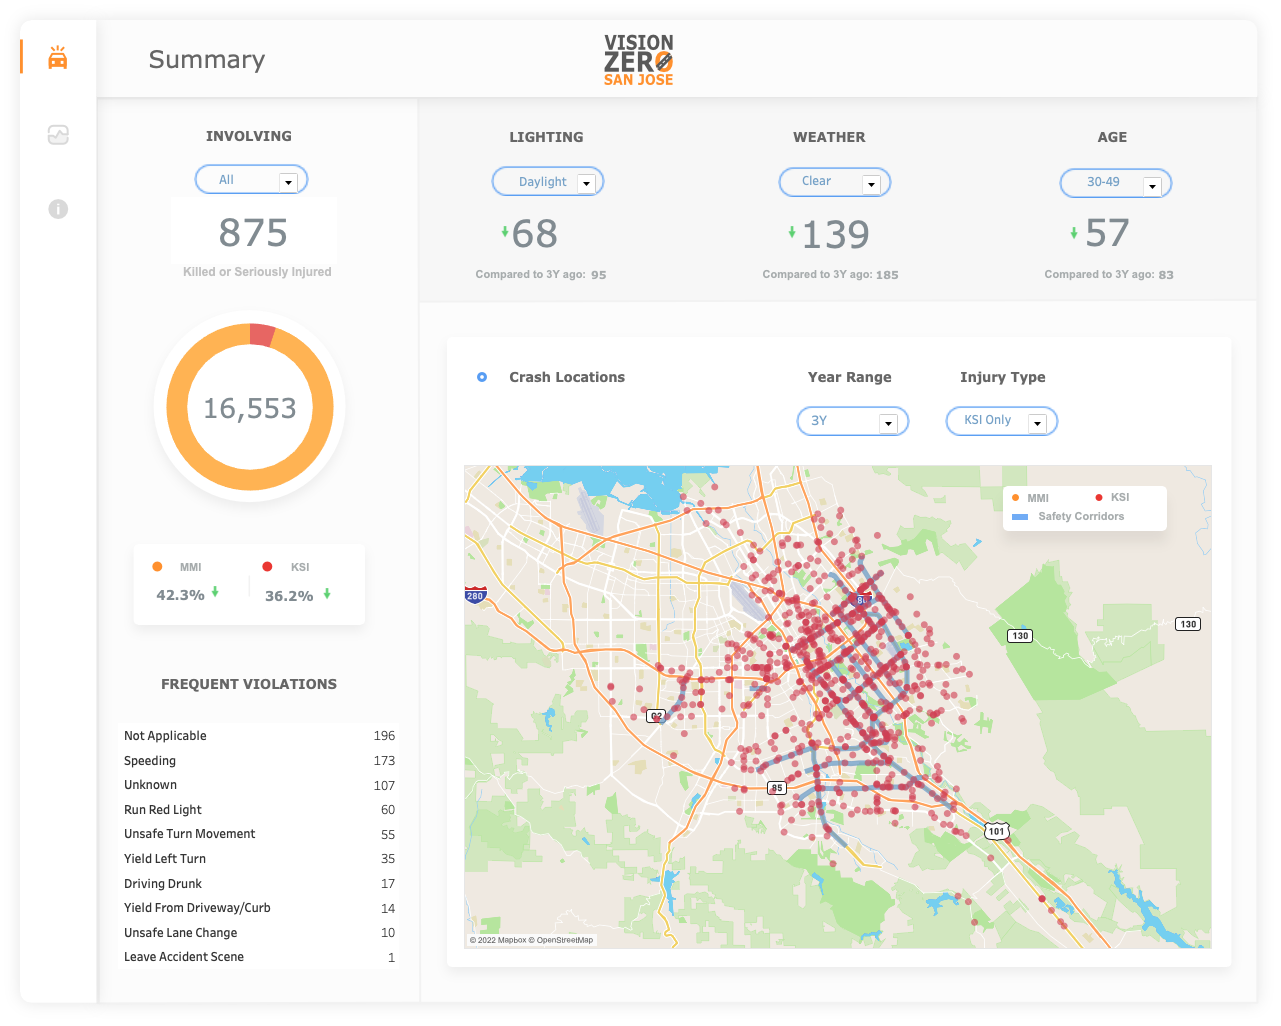 Summary
VISION
ZERO
SAN JOSE
INVOLVING
All
875
Killed or Seriously Injured
16,553
MMI
KSI
42.3%
36.2%
FREQUENT VIOLATIONS
Not Applicable 196
Speeding 173
Unknown 107
Run Red Light 60
Unsafe Turn Movement 55
Yield Left Turn 35
Driving Drunk 17
Yield From Driveway/Curb 14
Unsafe Lane Change 10
Leave Accident Scene 1
LIGHTING
Daylight
68
Compared to 3Y ago: 95
WEATHER
Clear
139
Compared to 3Y ago: 185
AGE
30-49
57
Compared to 3Y ago: 83
Crash Locations
Year Range
Injury Type
3Y
KSI Only
MMI
KSI
Safety Corridors
280
130
130
85
101
© 2022 Mapbox © OpenStreetMap